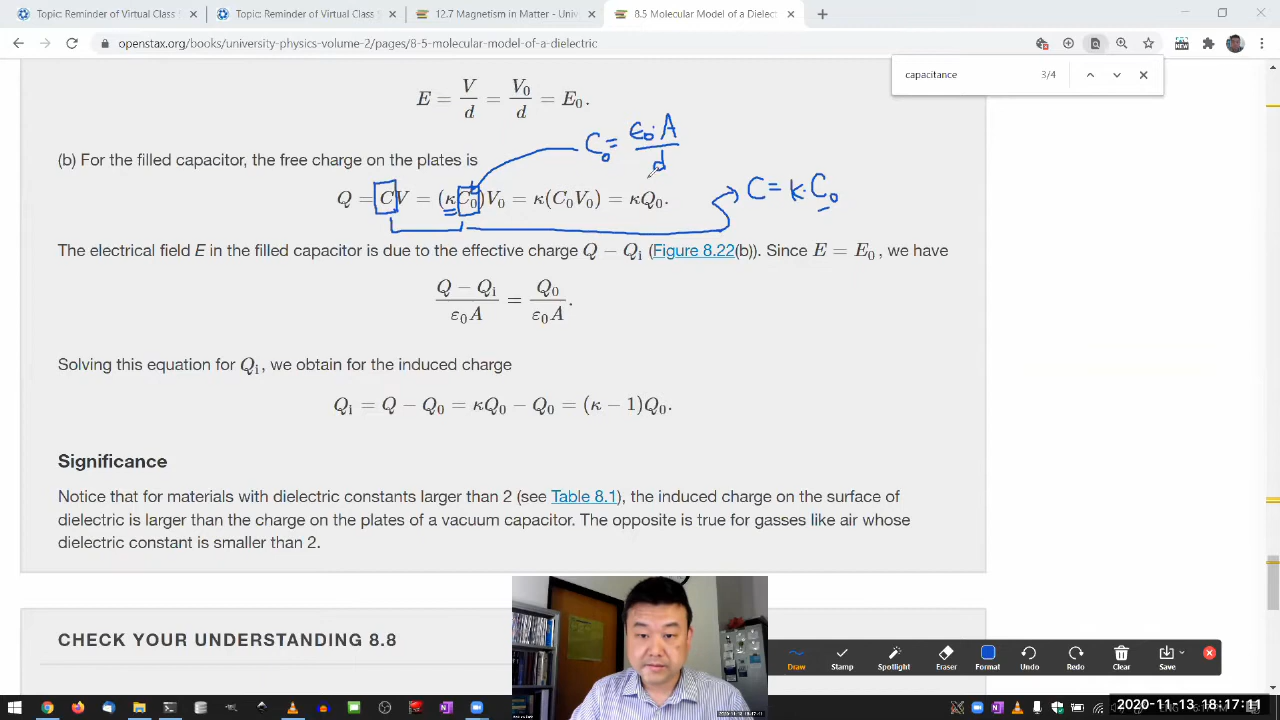 Topic: Reminder of Virtual Class
Topic: Reminder of Virtual Class
12.7 Magnetism in Matter - Univ
8.5 Molecular Model of a Dielect
openstax.org/books/university-physics-volume-2/pages/8-5-molecular-model-of-a-dielectric
NEW
capacitance 3/4
E = V/d = V₀/d = E₀.
C₀ = ε₀·A/d
(b) For the filled capacitor, the free charge on the plates is
Q = CV = (κC₀)V₀ = κ(C₀V₀) = κQ₀.
C = κ·C₀
The electrical field E in the filled capacitor is due to the effective charge Q − Qᵢ (Figure 8.22(b)). Since E = E₀, we have
(Q − Qᵢ)/(ε₀A) = Q₀/(ε₀A).
Solving this equation for Qᵢ, we obtain for the induced charge
Qᵢ = Q − Q₀ = κQ₀ − Q₀ = (κ − 1)Q₀.
Significance
Notice that for materials with dielectric constants larger than 2 (see Table 8.1), the induced charge on the surface of
dielectric is larger than the charge on the plates of a vacuum capacitor. The opposite is true for gasses like air whose
dielectric constant is smaller than 2.
CHECK YOUR UNDERSTANDING 8.8
Draw Stamp Spotlight Eraser Format Undo Redo Clear Save
2020-11-13 18:17:11